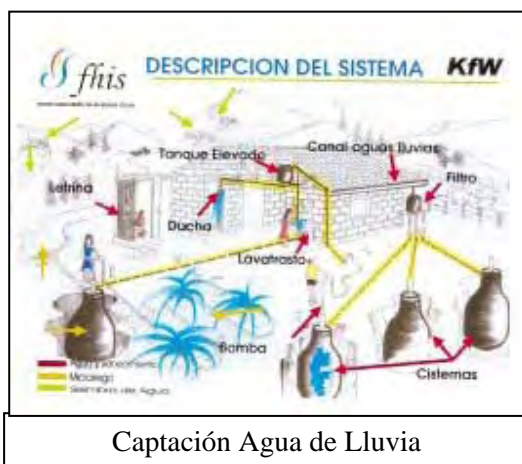 fhis
DESCRIPCION DEL SISTEMA
KfW
Tanque Elevado
Canal aguas lluvias
Filtro
Letrina
Ducha
Lavatrasto
Bomba
Cisternas
Captación Agua de Lluvia